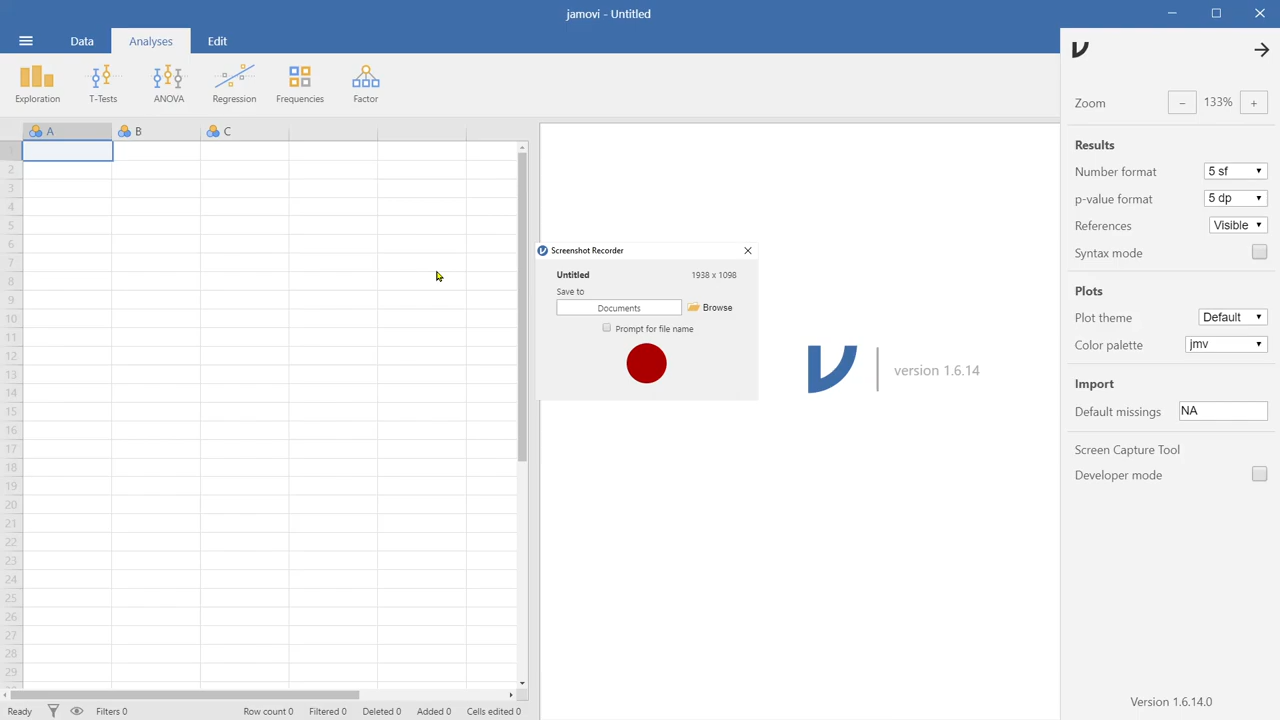 jamovi - Untitled
Data
Analyses
Edit
Exploration
T-Tests
ANOVA
Regression
Frequencies
Factor
A
B
C
1
2
3
4
5
6
7
8
9
10
11
12
13
14
15
16
17
18
19
20
21
22
23
24
25
26
27
28
29
Screenshot Recorder
Untitled
1938 x 1098
Save to
Documents
Browse
Prompt for file name
version 1.6.14
Zoom
133%
Results
Number format
5 sf
p-value format
5 dp
References
Visible
Syntax mode
Plots
Plot theme
Default
Color palette
jmv
Import
Default missings
NA
Screen Capture Tool
Developer mode
Version 1.6.14.0
Ready
Filters 0
Row count 0
Filtered 0
Deleted 0
Added 0
Cells edited 0